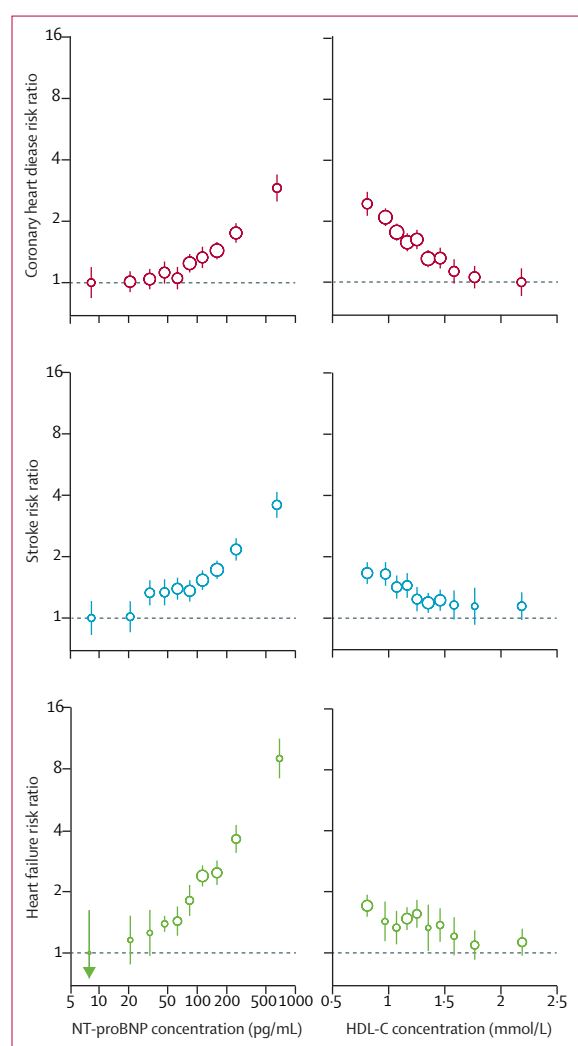 16
8
4
2
1
Coronary heart diease risk ratio
16
8
4
2
1
Stroke risk ratio
16
8
4
2
1
Heart failure risk ratio
5 10 20 50 100 200 500 1000
NT-proBNP concentration (pg/mL)
0·5 1 1·5 2 2·5
HDL-C concentration (mmol/L)